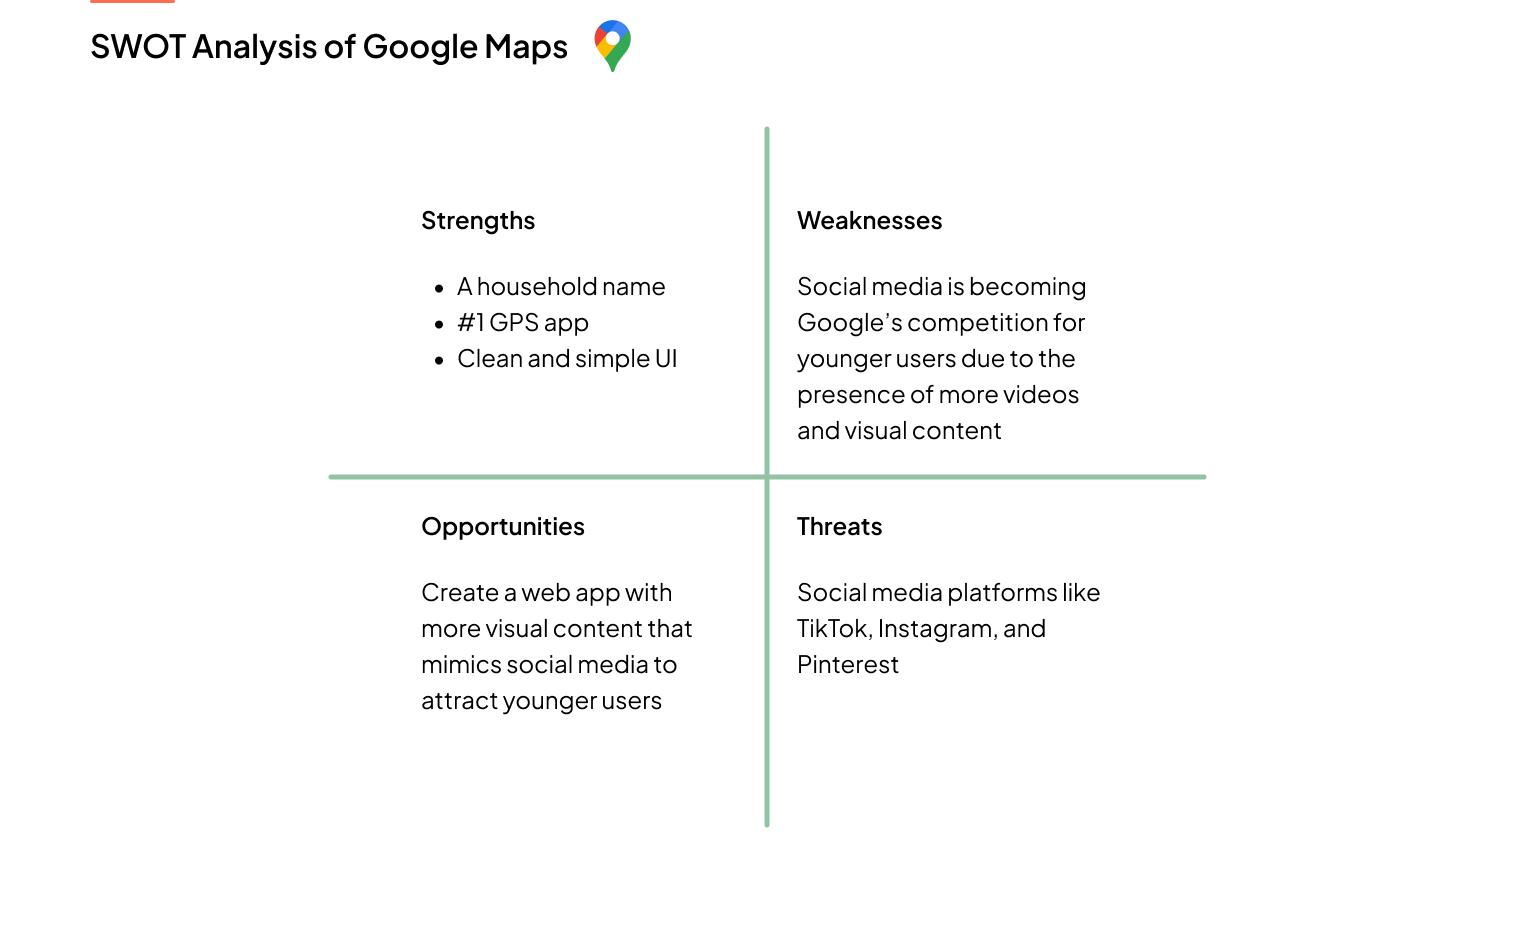 SWOT Analysis of Google Maps
Strengths
• A household name
• #1 GPS app
• Clean and simple UI
Weaknesses
Social media is becoming
Google’s competition for
younger users due to the
presence of more videos
and visual content
Opportunities
Create a web app with
more visual content that
mimics social media to
attract younger users
Threats
Social media platforms like
TikTok, Instagram, and
Pinterest